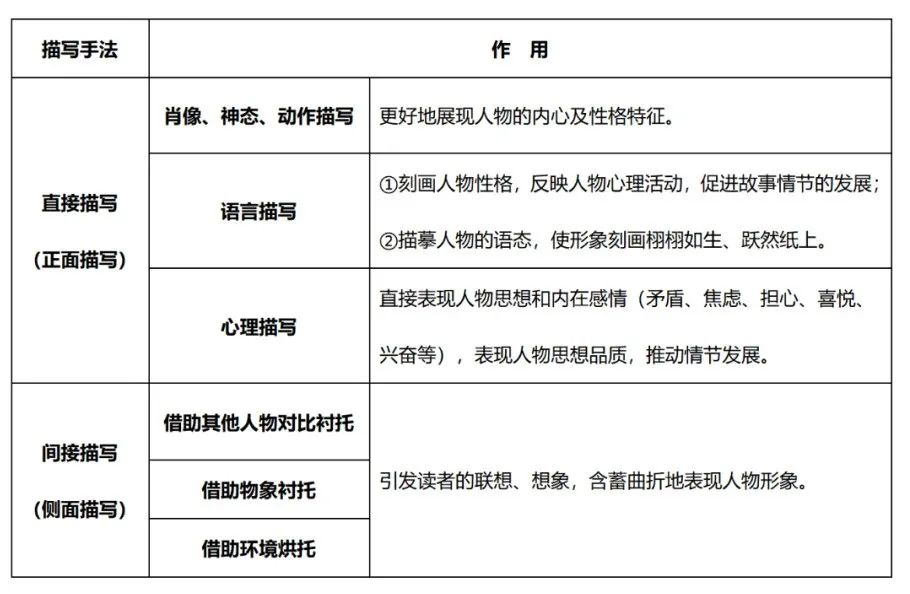 描写手法
作 用
直接描写
（正面描写）
肖像、神态、动作描写
更好地展现人物的内心及性格特征。
语言描写
①刻画人物性格，反映人物心理活动，促进故事情节的发展；
②描摹人物的语态，使形象刻画栩栩如生、跃然纸上。
心理描写
直接表现人物思想和内在感情（矛盾、焦虑、担心、喜悦、
兴奋等），表现人物思想品质，推动情节发展。
间接描写
（侧面描写）
借助其他人物对比衬托
借助物象衬托
借助环境烘托
引发读者的联想、想象，含蓄曲折地表现人物形象。